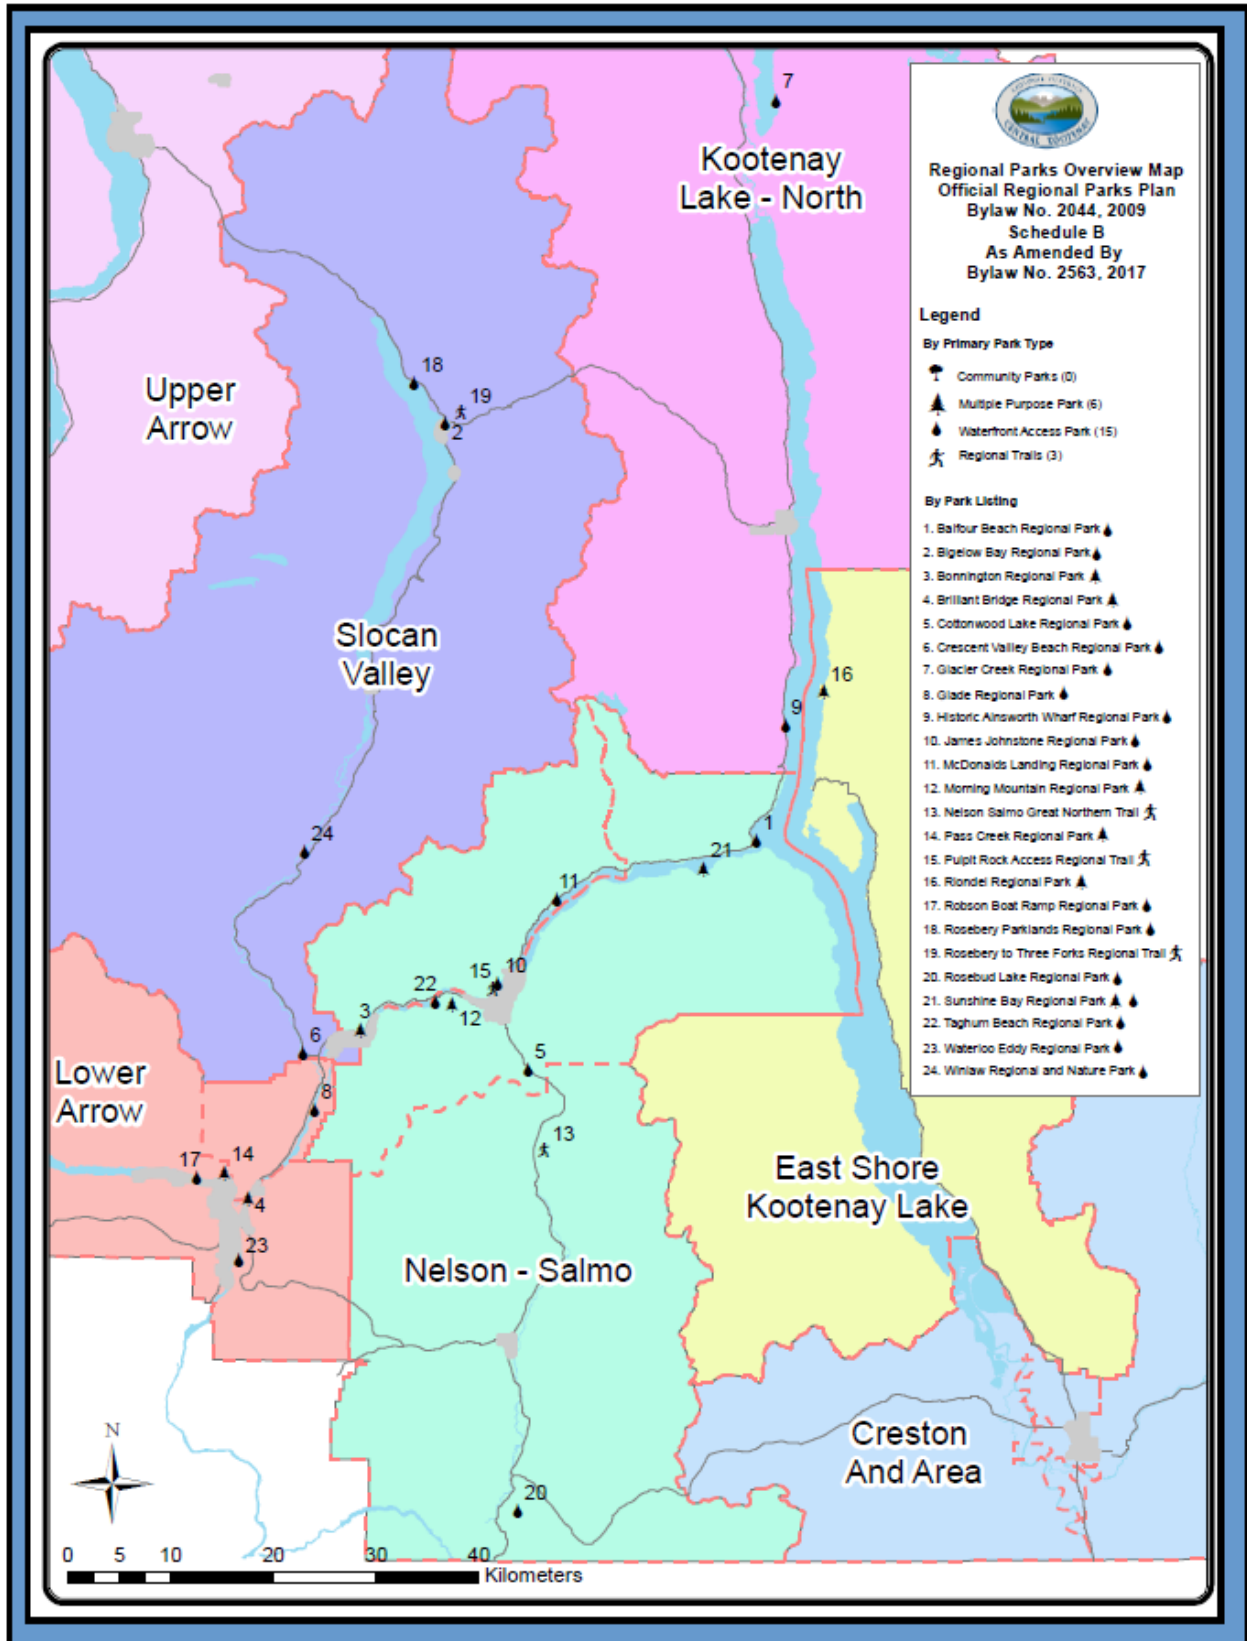 7
Kootenay
Lake - North
18
19
2
Upper
Arrow
Slocan
Valley
16
9
24
1
21
11
15
10
22
12
3
6
5
8
13
Lower
Arrow
17
14
4
23
East Shore
Kootenay Lake
Nelson - Salmo
Creston
And Area
20
N
0 5 10 20 30 40
Kilometers
CENTRAL KOOTENAY
Regional Parks Overview Map
Official Regional Parks Plan
Bylaw No. 2044, 2009
Schedule B
As Amended By
Bylaw No. 2563, 2017
Legend
By Primary Park Type
Community Parks (0)
Multiple Purpose Park (6)
Waterfront Access Park (15)
Regional Trails (3)
By Park Listing
1. Balfour Beach Regional Park
2. Bigelow Bay Regional Park
3. Bonnington Regional Park
4. Brilliant Bridge Regional Park
5. Cottonwood Lake Regional Park
6. Crescent Valley Beach Regional Park
7. Glacier Creek Regional Park
8. Glade Regional Park
9. Historic Ainsworth Wharf Regional Park
10. James Johnstone Regional Park
11. McDonalds Landing Regional Park
12. Morning Mountain Regional Park
13. Nelson Salmo Great Northern Trail
14. Pass Creek Regional Park
15. Pulpit Rock Access Regional Trail
16. Riondel Regional Park
17. Robson Boat Ramp Regional Park
18. Rosebery Parklands Regional Park
19. Rosebery to Three Forks Regional Trail
20. Rosebud Lake Regional Park
21. Sunshine Bay Regional Park
22. Taghum Beach Regional Park
23. Waterloo Eddy Regional Park
24. Winlaw Regional and Nature Park